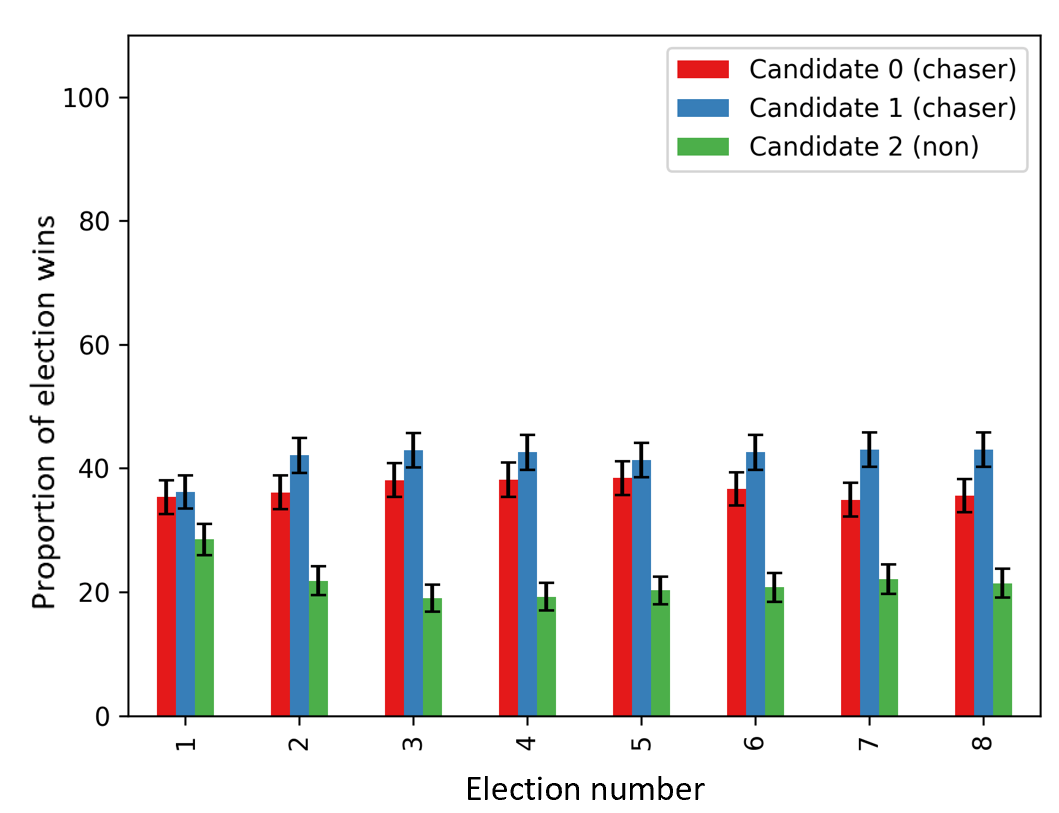 Candidate 0 (chaser)
Candidate 1 (chaser)
Candidate 2 (non)
Proportion of election wins
100
80
60
40
20
0
1 2 3 4 5 6 7 8
Election number